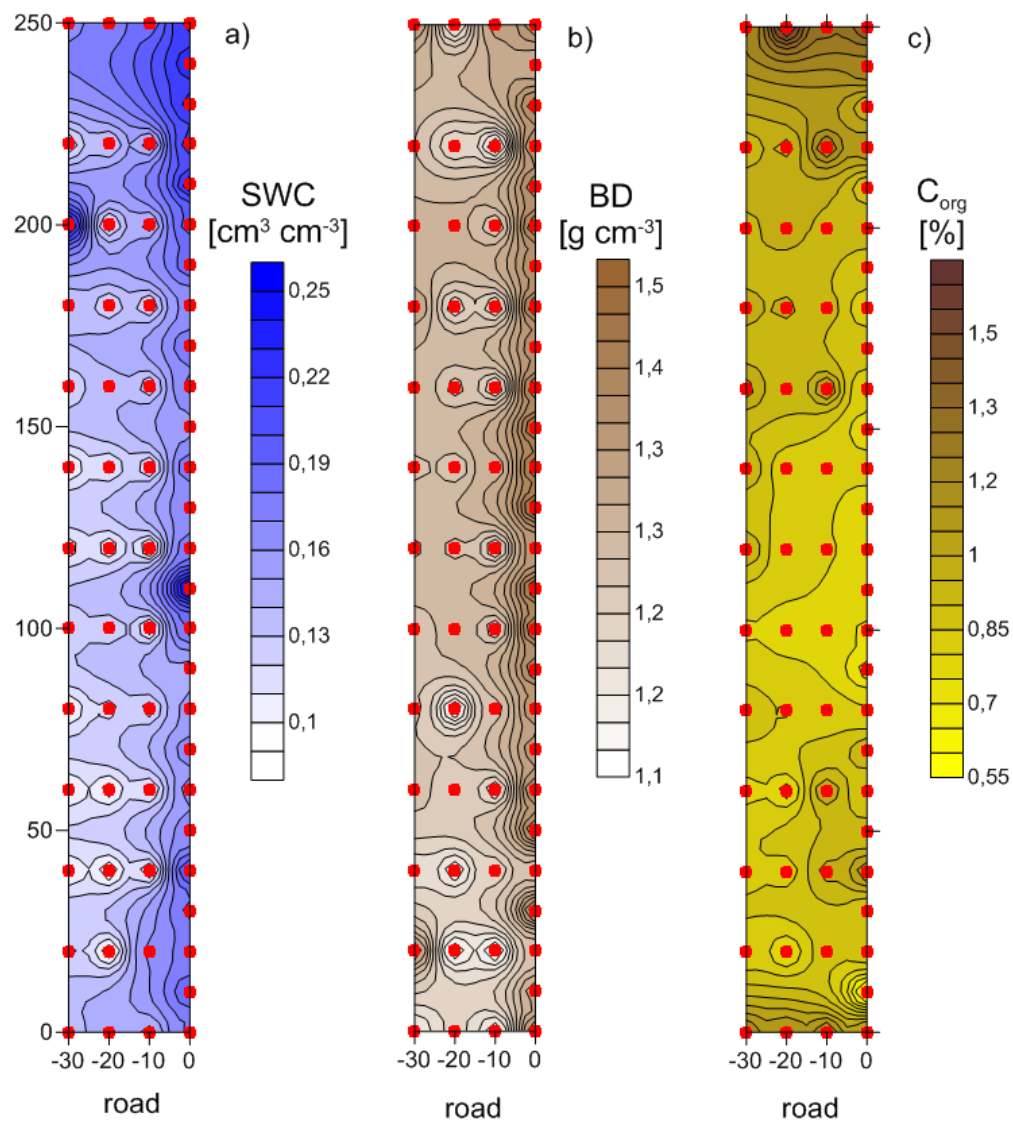 a)
b)
c)
250
200
150
100
50
0
SWC
[cm³ cm⁻³]
0,25
0,22
0,19
0,16
0,13
0,1
BD
[g cm⁻³]
1,5
1,4
1,3
1,3
1,2
1,2
1,1
C_org
[%]
1,5
1,3
1,2
1
0,85
0,7
0,55
-30 -20 -10 0
-30 -20 -10 0
-30 -20 -10 0
road
road
road